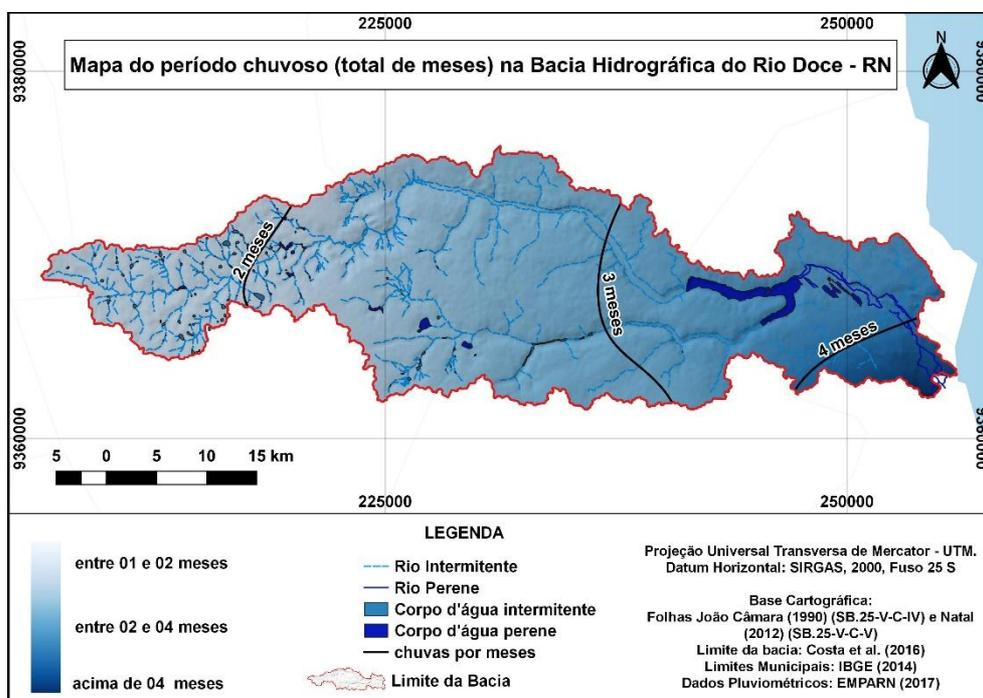 225000
250000
9380000
9380000
Mapa do período chuvoso (total de meses) na Bacia Hidrográfica do Rio Doce - RN
N
2 meses
3 meses
4 meses
9360000
9360000
5 0 5 10 15 km
225000
250000
entre 01 e 02 meses
entre 02 e 04 meses
acima de 04 meses
LEGENDA
Rio Intermitente
Rio Perene
Corpo d'água intermitente
Corpo d'água perene
chuvas por meses
Limite da Bacia
Projeção Universal Transversa de Mercator - UTM.
Datum Horizontal: SIRGAS, 2000, Fuso 25 S
Base Cartográfica:
Folhas João Câmara (1990) (SB.25-V-C-IV) e Natal
(2012) (SB.25-V-C-V)
Limite da bacia: Costa et al. (2016)
Limites Municipais: IBGE (2014)
Dados Pluviométricos: EMPARN (2017)